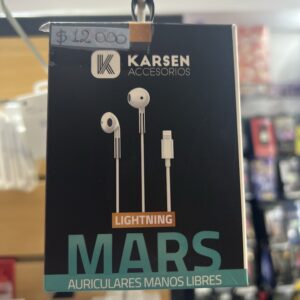 $12.000
K
KARSEN
ACCESORIOS
LIGHTNING
MARS
AURICULARES MANOS LIBRES